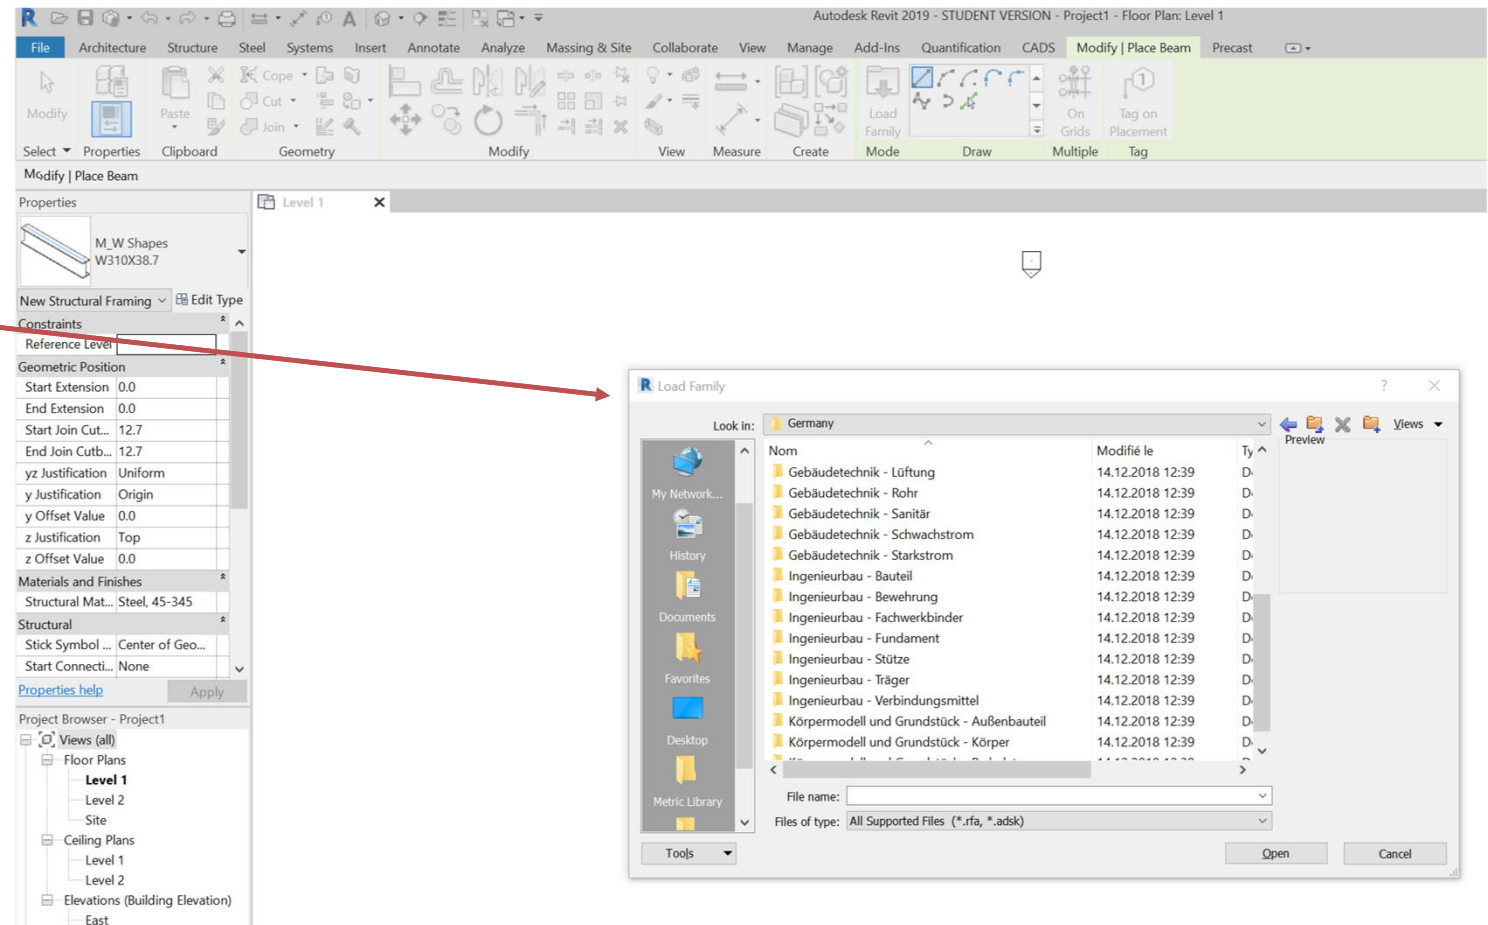 Autodesk Revit 2019 - STUDENT VERSION - Project1 - Floor Plan: Level 1
File Architecture Structure Steel Systems Insert Annotate Analyze Massing & Site Collaborate View Manage Add-Ins Quantification CADS Modify | Place Beam Precast
Cope
Cut
Join
Modify
Paste
Load
Family
On
Grids
Tag on
Placement
Select Properties Clipboard Geometry Modify View Measure Create Mode Draw Multiple Tag
Modify | Place Beam
Properties
Level 1
M_W Shapes
W310X38.7
New Structural Framing Edit Type
Constraints
Reference Level
Geometric Position
Start Extension 0.0
End Extension 0.0
Start Join Cut... 12.7
End Join Cutb... 12.7
yz Justification Uniform
y Justification Origin
y Offset Value 0.0
z Justification Top
z Offset Value 0.0
Materials and Finishes
Structural Mat... Steel, 45-345
Structural
Stick Symbol ... Center of Geo...
Start Connecti... None
Properties help Apply
Project Browser - Project1
Views (all)
Floor Plans
Level 1
Level 2
Site
Ceiling Plans
Level 1
Level 2
Elevations (Building Elevation)
East
Load Family
Look in: Germany Views
Preview
My Network...
History
Documents
Favorites
Desktop
Metric Library
Nom Modifié le Ty
Gebäudetechnik - Lüftung 14.12.2018 12:39 D
Gebäudetechnik - Rohr 14.12.2018 12:39 D
Gebäudetechnik - Sanitär 14.12.2018 12:39 D
Gebäudetechnik - Schwachstrom 14.12.2018 12:39 D
Gebäudetechnik - Starkstrom 14.12.2018 12:39 D
Ingenieurbau - Bauteil 14.12.2018 12:39 D
Ingenieurbau - Bewehrung 14.12.2018 12:39 D
Ingenieurbau - Fachwerkbinder 14.12.2018 12:39 D
Ingenieurbau - Fundament 14.12.2018 12:39 D
Ingenieurbau - Stütze 14.12.2018 12:39 D
Ingenieurbau - Träger 14.12.2018 12:39 D
Ingenieurbau - Verbindungsmittel 14.12.2018 12:39 D
Körpermodell und Grundstück - Außenbauteil 14.12.2018 12:39 D
Körpermodell und Grundstück - Körper 14.12.2018 12:39 D
File name:
Files of type: All Supported Files (*.rfa, *.adsk)
Tools Open Cancel